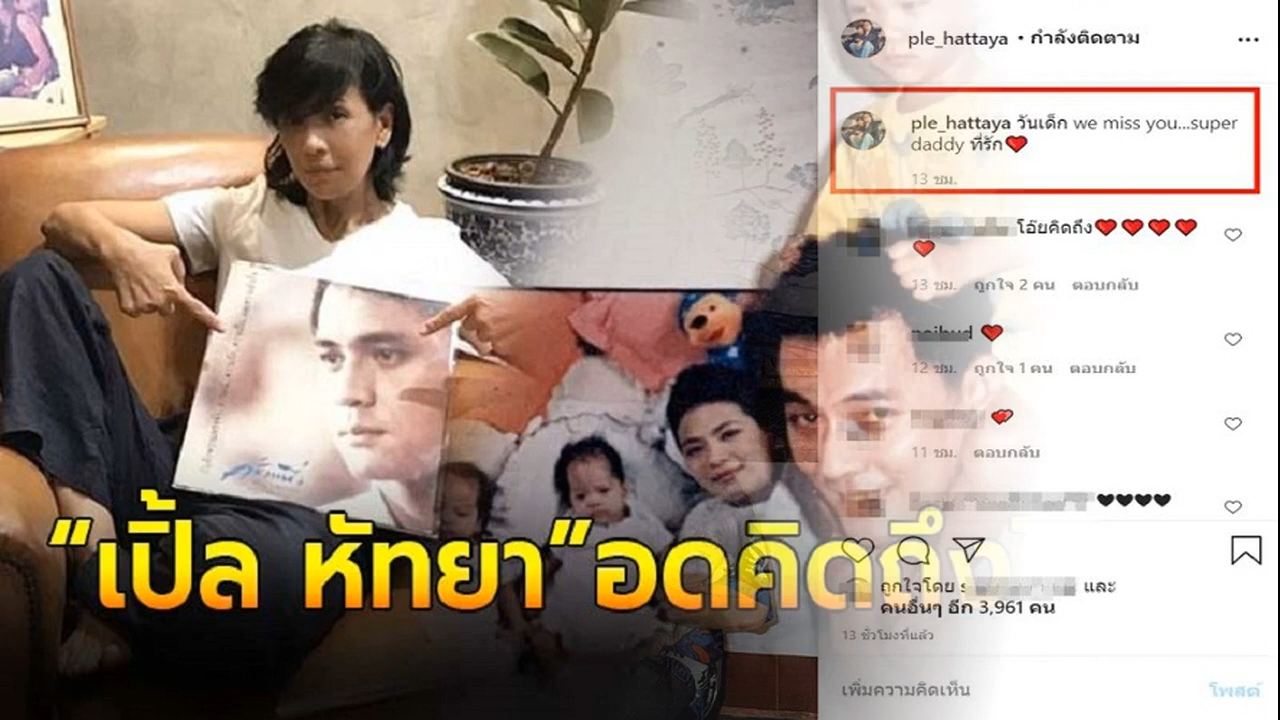 ple_hattaya • กำลังติดตาม
ple_hattaya วันเด็ก we miss you...super
daddy ที่รัก❤
13 ชม.
โอ๊ยคิดถึง❤❤❤❤
❤
13 ชม. ถูกใจ 2 คน ตอบกลับ
❤
12 ชม. ถูกใจ 1 คน ตอบกลับ
11 ชม. ตอบกลับ
♥♥♥♥
“เปิ้ล หัทยา”อดคิดถึง
ถูกใจโดย s และ
คนอื่นๆ อีก 3,961 คน
13 ชั่วโมงที่แล้ว
เพิ่มความคิดเห็น
โพสต์